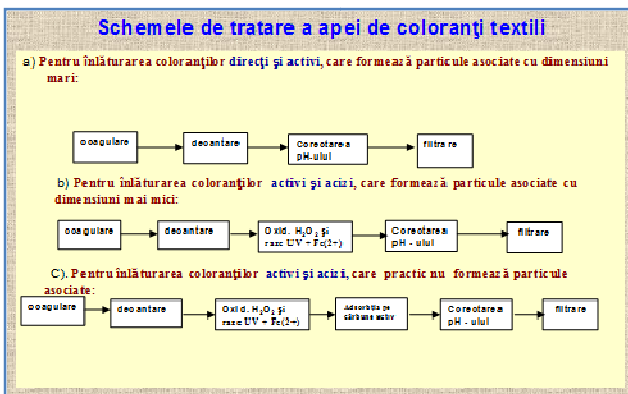 Schemele de tratare a apei de coloranţi textili
a) Pentru înlăturarea coloranţilor direcţi şi activi, care formează particule asociate cu dimensiuni
mari:
coagulare
decantare
Corectarea
pH-ului
filtrare
b) Pentru înlăturarea coloranţilor activi şi acizi, care formează particule asociate cu
dimensiuni mai mici:
coagulare
decantare
Oxid. H₂O₂ şi
raze UV + Fe(2+)
Corectarea
pH - ului
filtrare
C). Pentru înlăturarea coloranţilor activi şi acizi, care practic nu formează particule
asociate:
coagulare
decantare
Oxid. H₂O₂ şi
raze UV + Fe(2+)
Adsorbţia pe
cărbune activ
Corectarea
pH - ului
filtrare